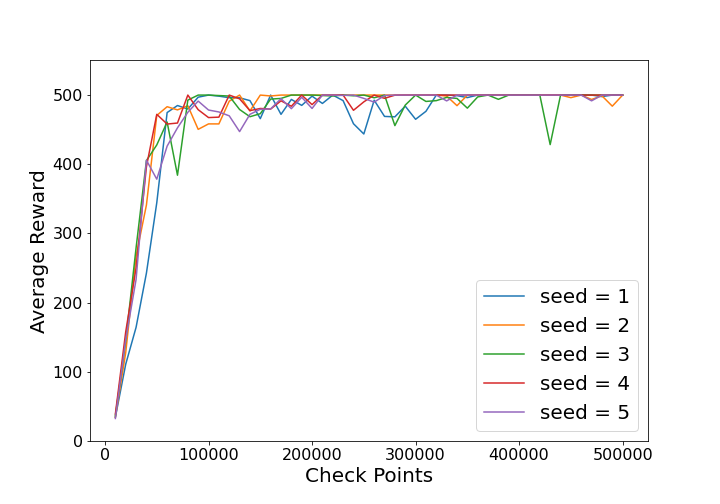 500
400
300
200
100
0
Average Reward
seed = 1
seed = 2
seed = 3
seed = 4
seed = 5
0 100000 200000 300000 400000 500000
Check Points